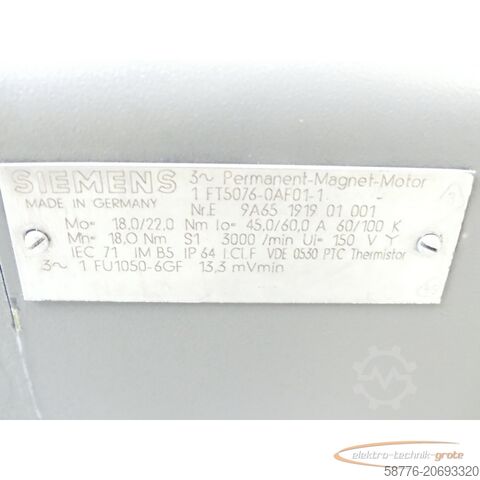 SIEMENS 3~ Permanent-Magnet-Motor
1 FT5076-0AF01-1
MADE IN GERMANY
Nr.E 9A65 1919 01 001
Mo= 18,0/22,0 Nm Io= 45,0/60,0 A 60/100 K
Mn= 18,0 Nm S1 3000 /min Ui= 150 V Y
IEC 71 IM B5 IP 64 I.Cl.F VDE 0530 PTC Thermistor
3~ 1 FU1050-6GF 13,3 mVmin
elektro-technik-grote
58776-20693320